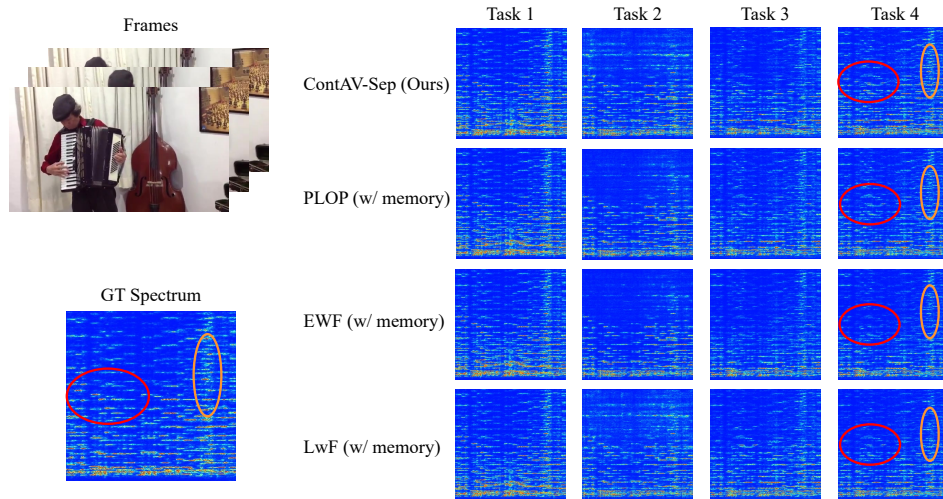 Frames
Task 1
Task 2
Task 3
Task 4
ContAV-Sep (Ours)
PLOP (w/ memory)
GT Spectrum
EWF (w/ memory)
LwF (w/ memory)